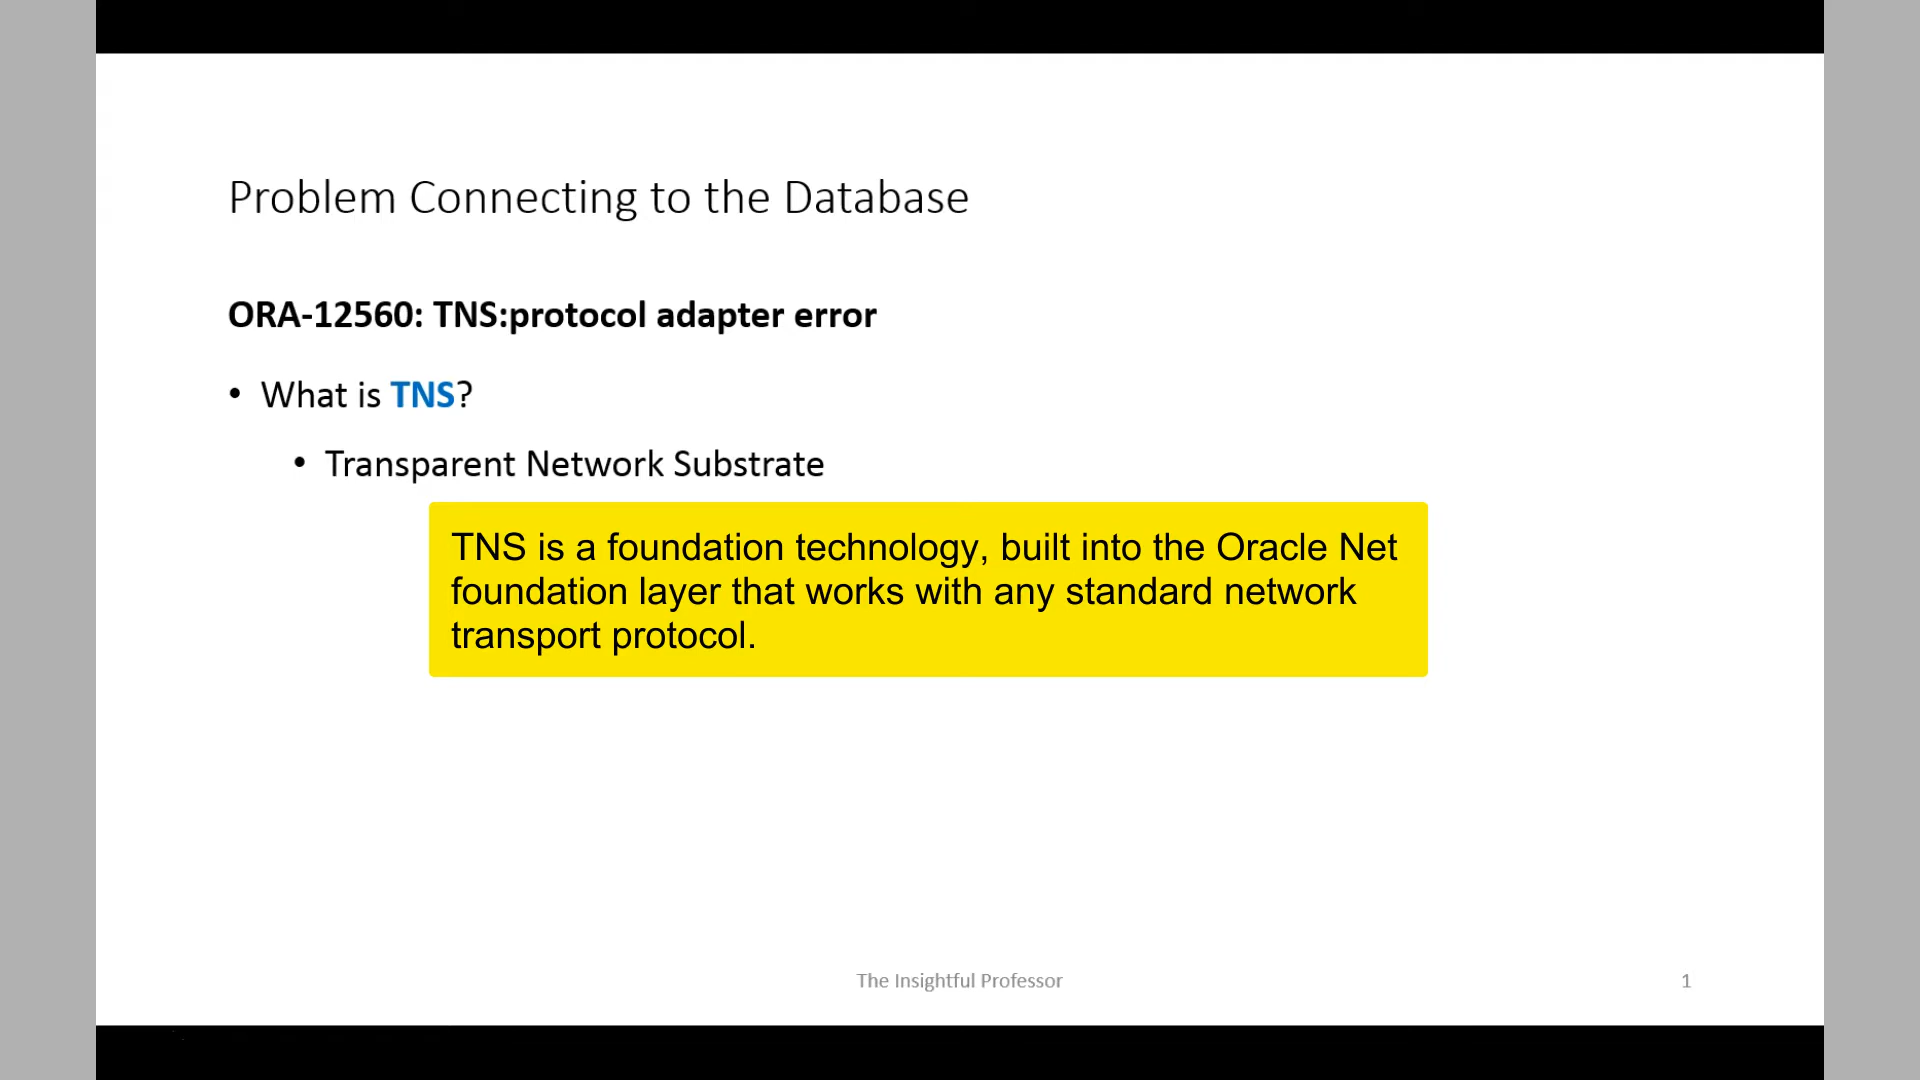 Problem Connecting to the Database
ORA-12560: TNS:protocol adapter error
• What is TNS?
• Transparent Network Substrate
TNS is a foundation technology, built into the Oracle Net
foundation layer that works with any standard network
transport protocol.
The Insightful Professor
1